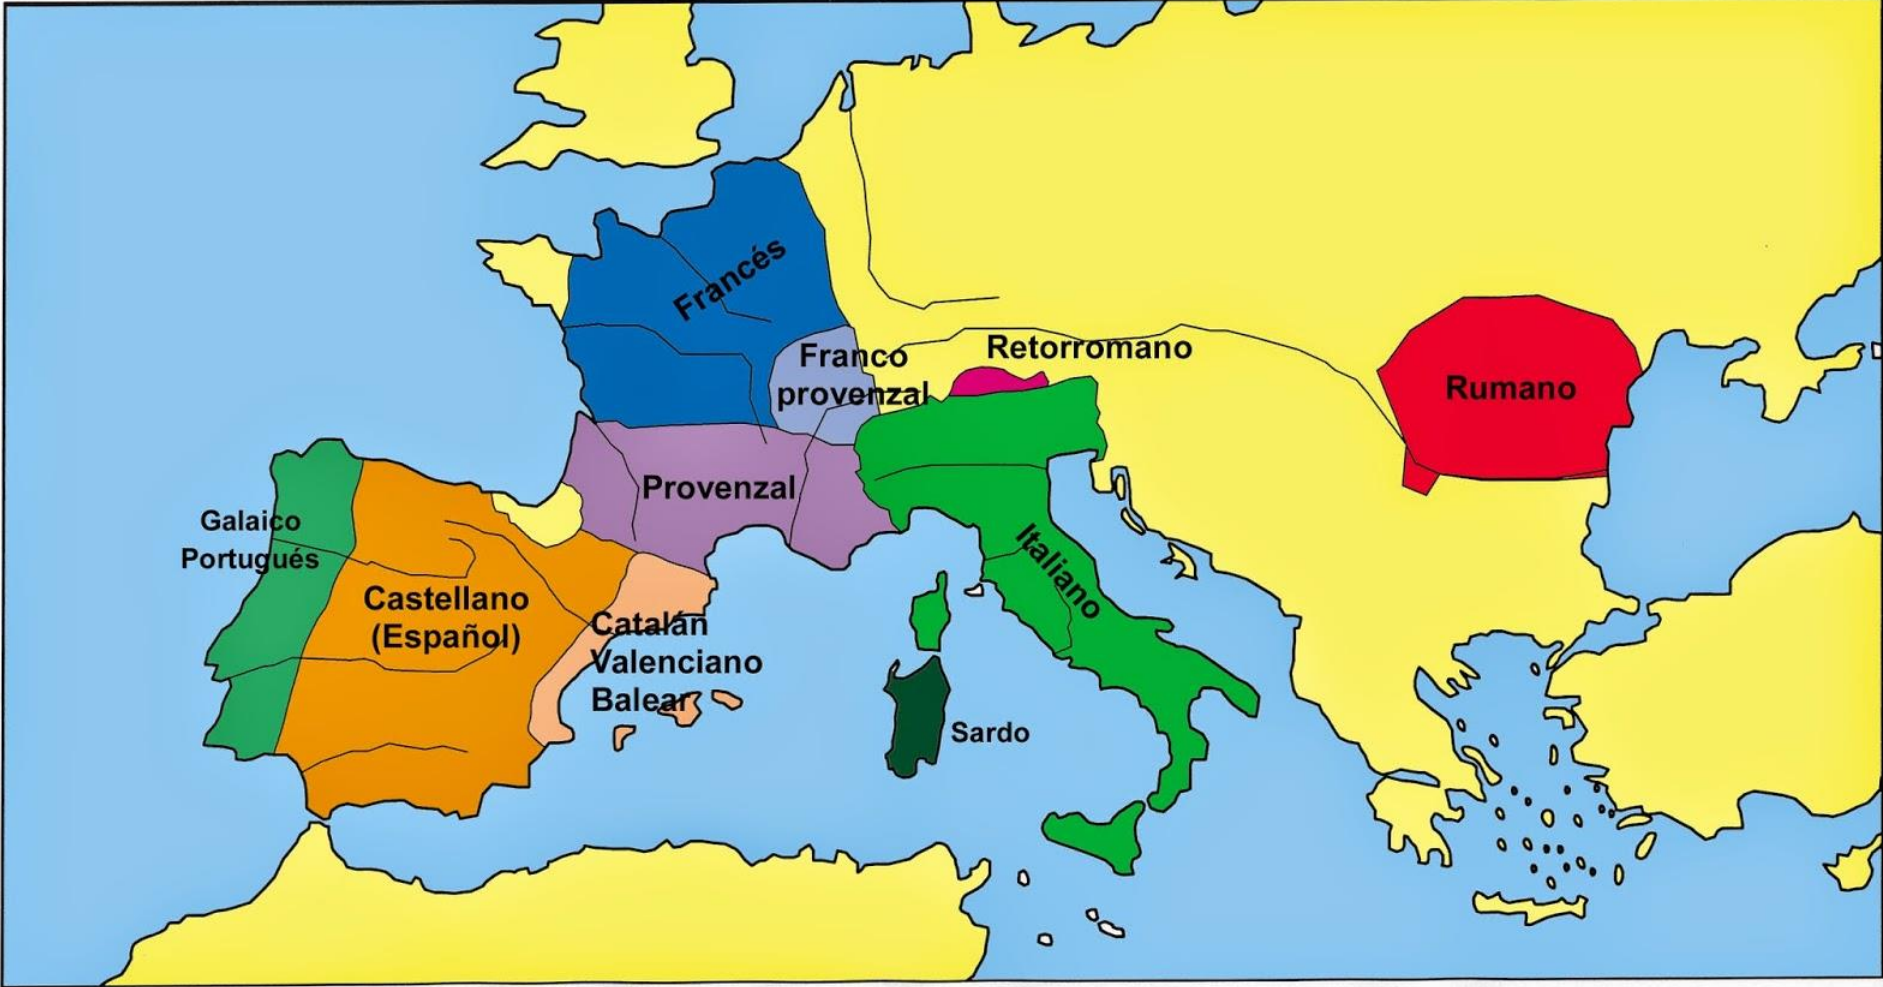 Francés
Franco
provenzal
Retorromano
Rumano
Provenzal
Galaico
Portugués
Castellano
(Español)
Catalán
Valenciano
Balear
Italiano
Sardo